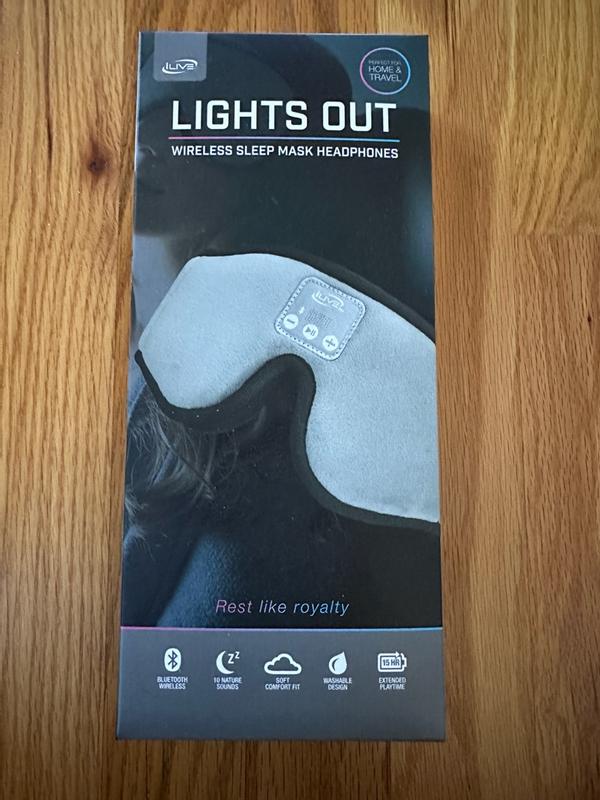 iLIVE
PERFECT FOR
HOME &
TRAVEL
LIGHTS OUT
WIRELESS SLEEP MASK HEADPHONES
iLIVE
Rest like royalty
Z Z
15 HR
BLUETOOTH
WIRELESS
10 NATURE
SOUNDS
SOFT
COMFORT FIT
WASHABLE
DESIGN
EXTENDED
PLAYTIME